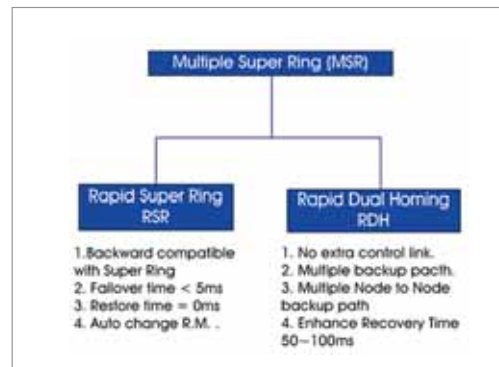 Multiple Super Ring (MSR)
Rapid Super Ring
RSR
1.Backward compatible
with Super Ring
2. Failover time < 5ms
3. Restore time = 0ms
4. Auto change R.M. .
Rapid Dual Homing
RDH
1. No extra control link.
2. Multiple backup pacth.
3. Multiple Node to Node
backup path
4. Enhance Recovery Time
50~100ms